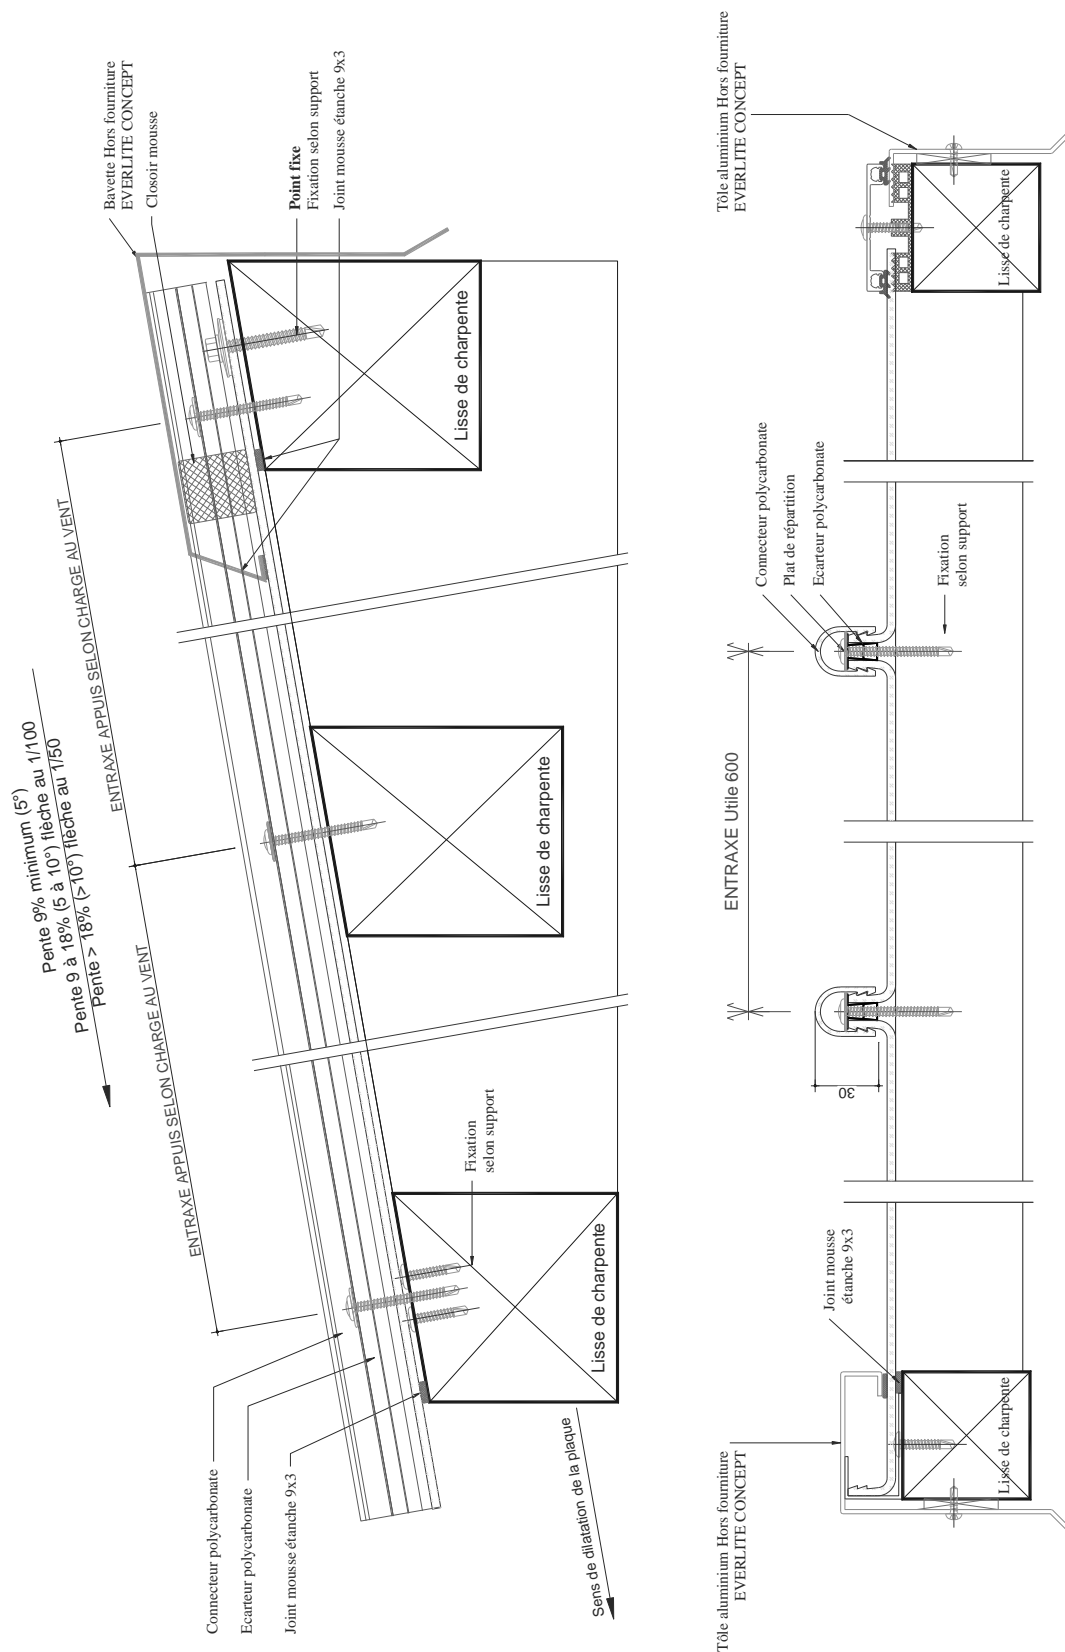 Pente 9% minimum (5°)
Pente 9 à 18% (5 à 10°) flèche au 1/100
Pente > 18% (>10°) flèche au 1/50
ENTRAXE APPUIS SELON CHARGE AU VENT
ENTRAXE APPUIS SELON CHARGE AU VENT
Bavette Hors fourniture
EVERLITE CONCEPT
Closoir mousse
Point fixe
Fixation selon support
Joint mousse étanche 9x3
Lisse de charpente
Lisse de charpente
Lisse de charpente
Fixation
selon support
Connecteur polycarbonate
Ecarteur polycarbonate
Joint mousse étanche 9x3
Sens de dilatation de la plaque
Tôle aluminium Hors fourniture
EVERLITE CONCEPT
Joint mousse
étanche 9x3
Lisse de charpente
30
ENTRAXE Utile 600
Connecteur polycarbonate
Plat de répartition
Ecarteur polycarbonate
Fixation
selon support
Tôle aluminium Hors fourniture
EVERLITE CONCEPT
Lisse de charpente